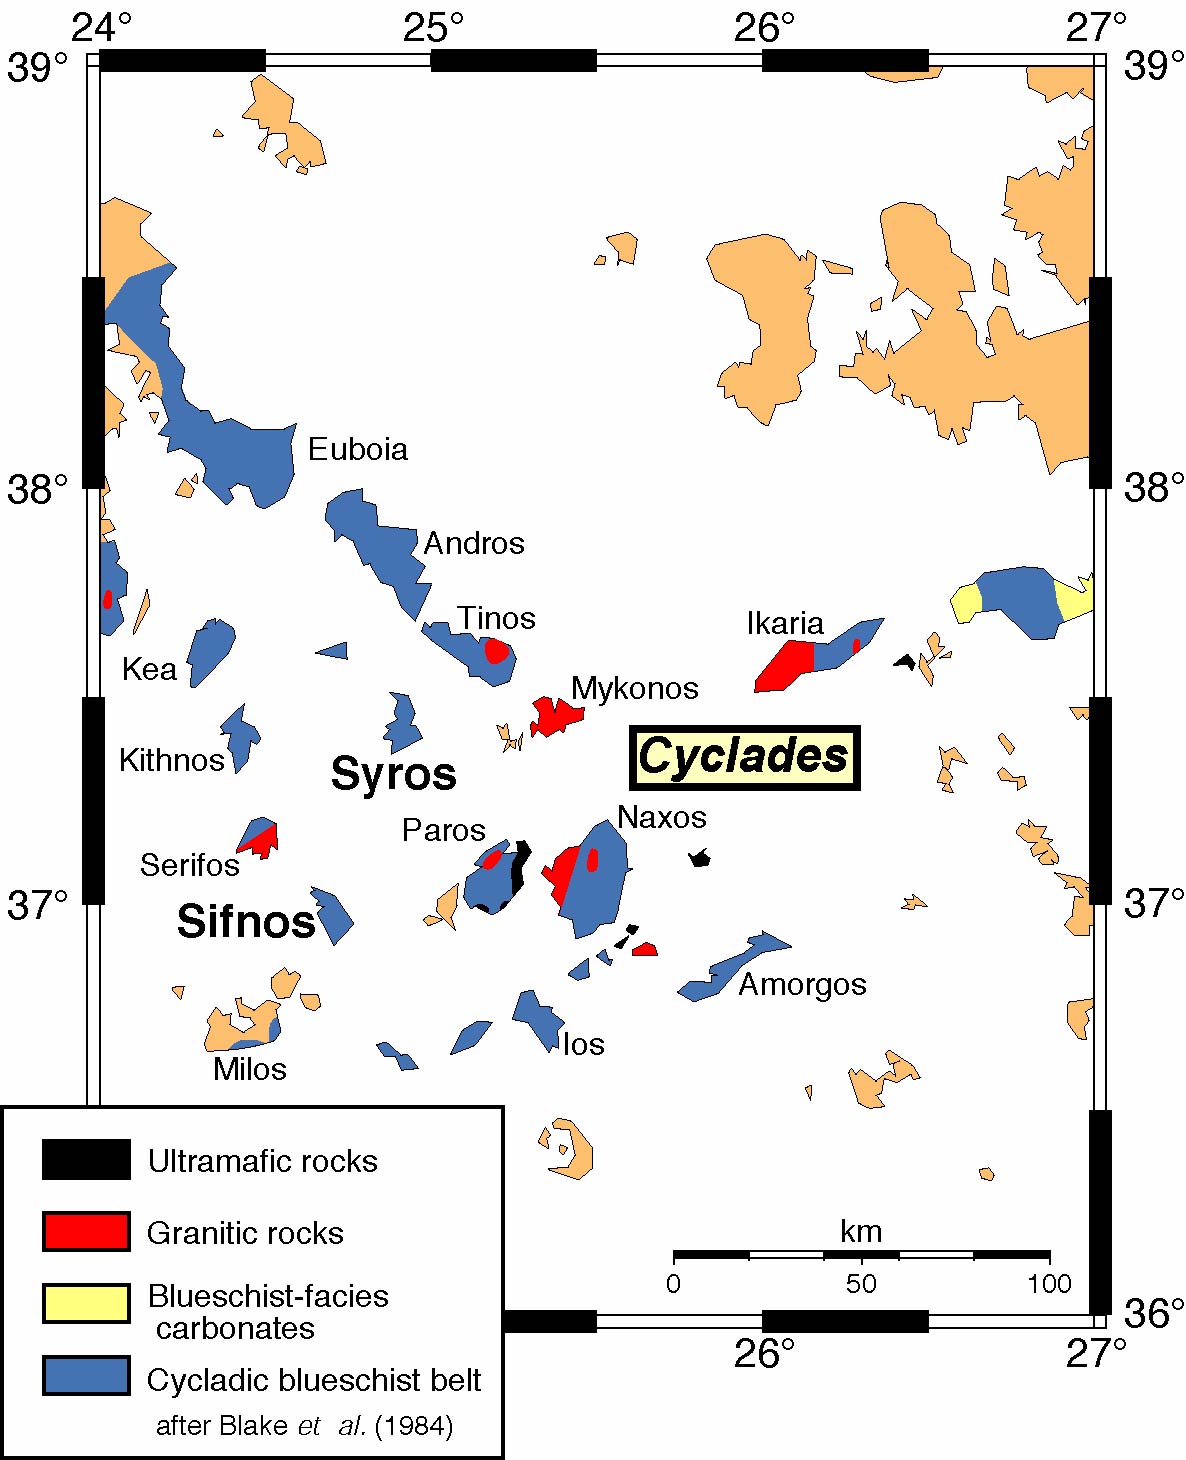 24° 25° 26° 27°
39° 39°
Euboia
38° 38°
Andros
Tinos
Ikaria
Kea
Mykonos
Kithnos
Syros
Cyclades
Naxos
Paros
Serifos
37° 37°
Sifnos
Amorgos
Ios
Milos
Ultramafic rocks
Granitic rocks
km
0 50 100
Blueschist-facies
carbonates
36°
26° 27°
Cycladic blueschist belt
after Blake et al. (1984)